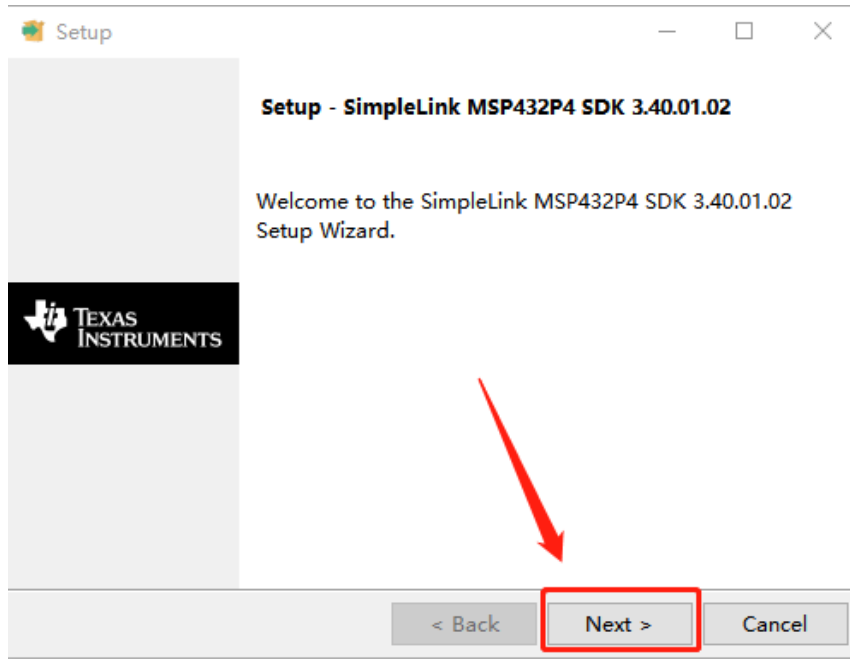 Setup
Setup - SimpleLink MSP432P4 SDK 3.40.01.02
Welcome to the SimpleLink MSP432P4 SDK 3.40.01.02
Setup Wizard.
TEXAS
INSTRUMENTS
< Back
Next >
Cancel